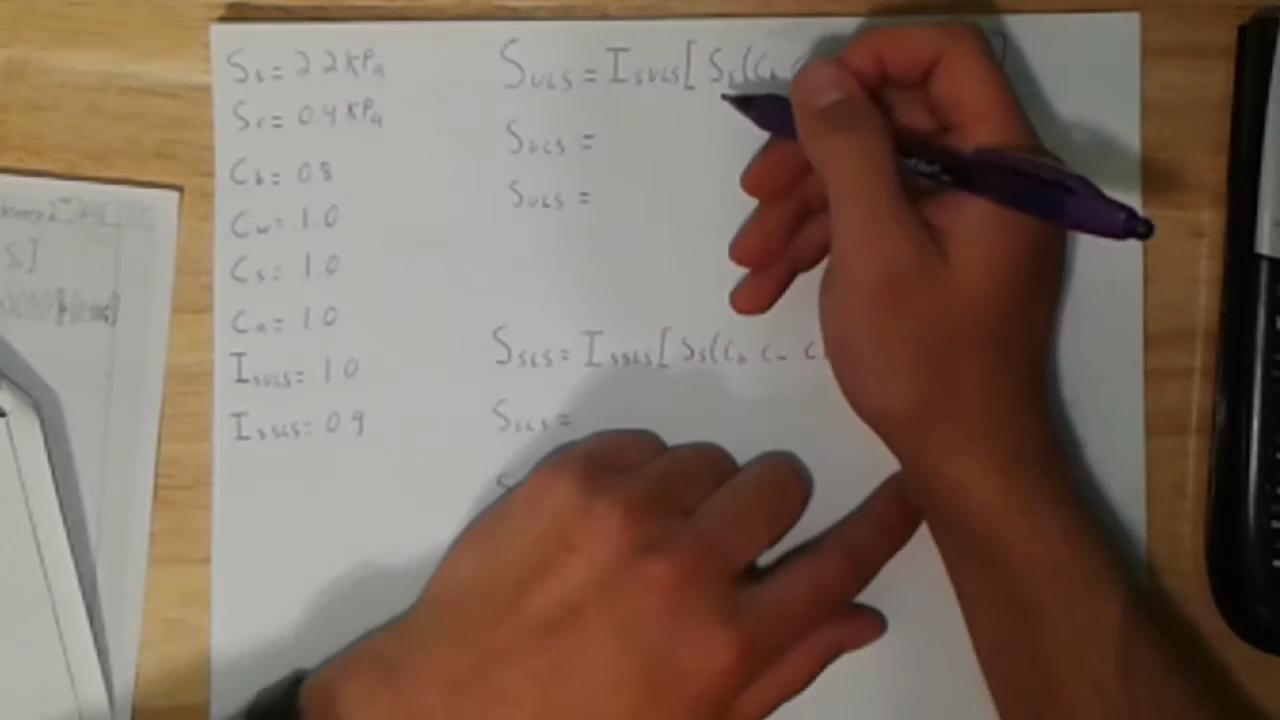 Ss = 2.2 kPa
Sr = 0.4 kPa
Cb = 0.8
Cw = 1.0
Cs = 1.0
Ca = 1.0
Isuls = 1.0
Issls = 0.9
Suls = Isuls[ Ss(Cb ]
Suls =
Suls =
Ssls = Issls[ Ss(Cb Cw C
Ssls =
S
S]